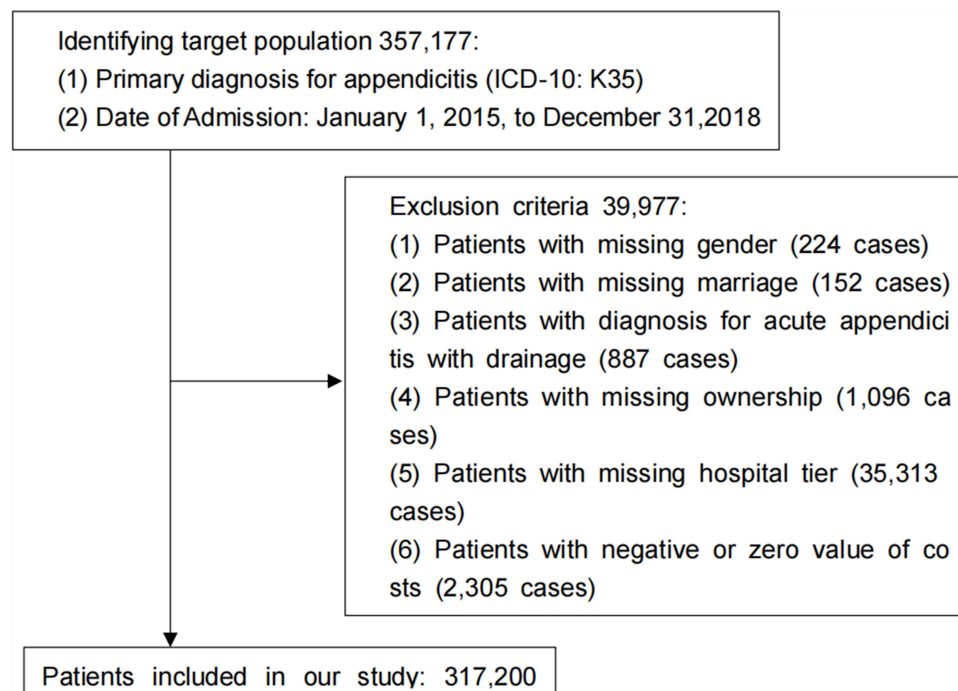 Identifying target population 357,177:
(1) Primary diagnosis for appendicitis (ICD-10: K35)
(2) Date of Admission: January 1, 2015, to December 31,2018
Exclusion criteria 39,977:
(1) Patients with missing gender (224 cases)
(2) Patients with missing marriage (152 cases)
(3) Patients with diagnosis for acute appendici
tis with drainage (887 cases)
(4) Patients with missing ownership (1,096 ca
ses)
(5) Patients with missing hospital tier (35,313
cases)
(6) Patients with negative or zero value of co
sts (2,305 cases)
Patients included in our study: 317,200